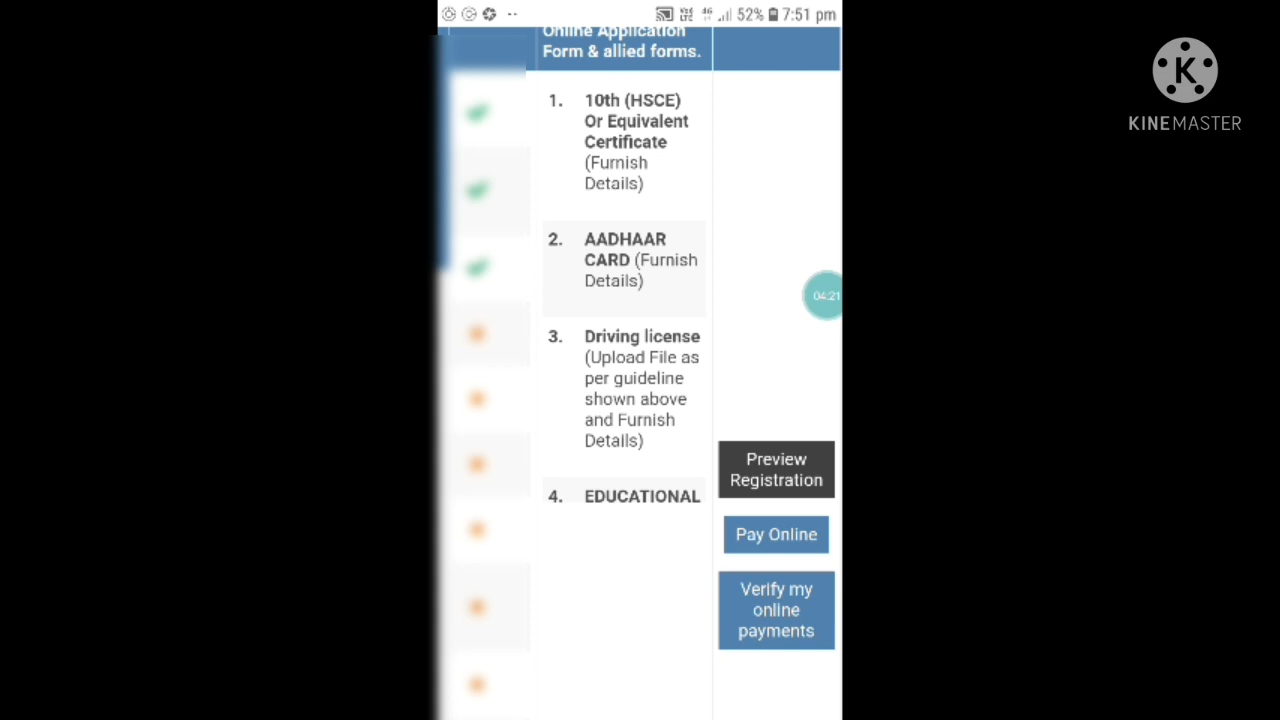 52% 7:51 pm
Online Application
Form & allied forms.
1. 10th (HSCE)
Or Equivalent
Certificate
(Furnish
Details)
2. AADHAAR
CARD (Furnish
Details)
04:21
3. Driving license
(Upload File as
per guideline
shown above
and Furnish
Details)
Preview
Registration
4. EDUCATIONAL
Pay Online
Verify my
online
payments
K
KINEMASTER